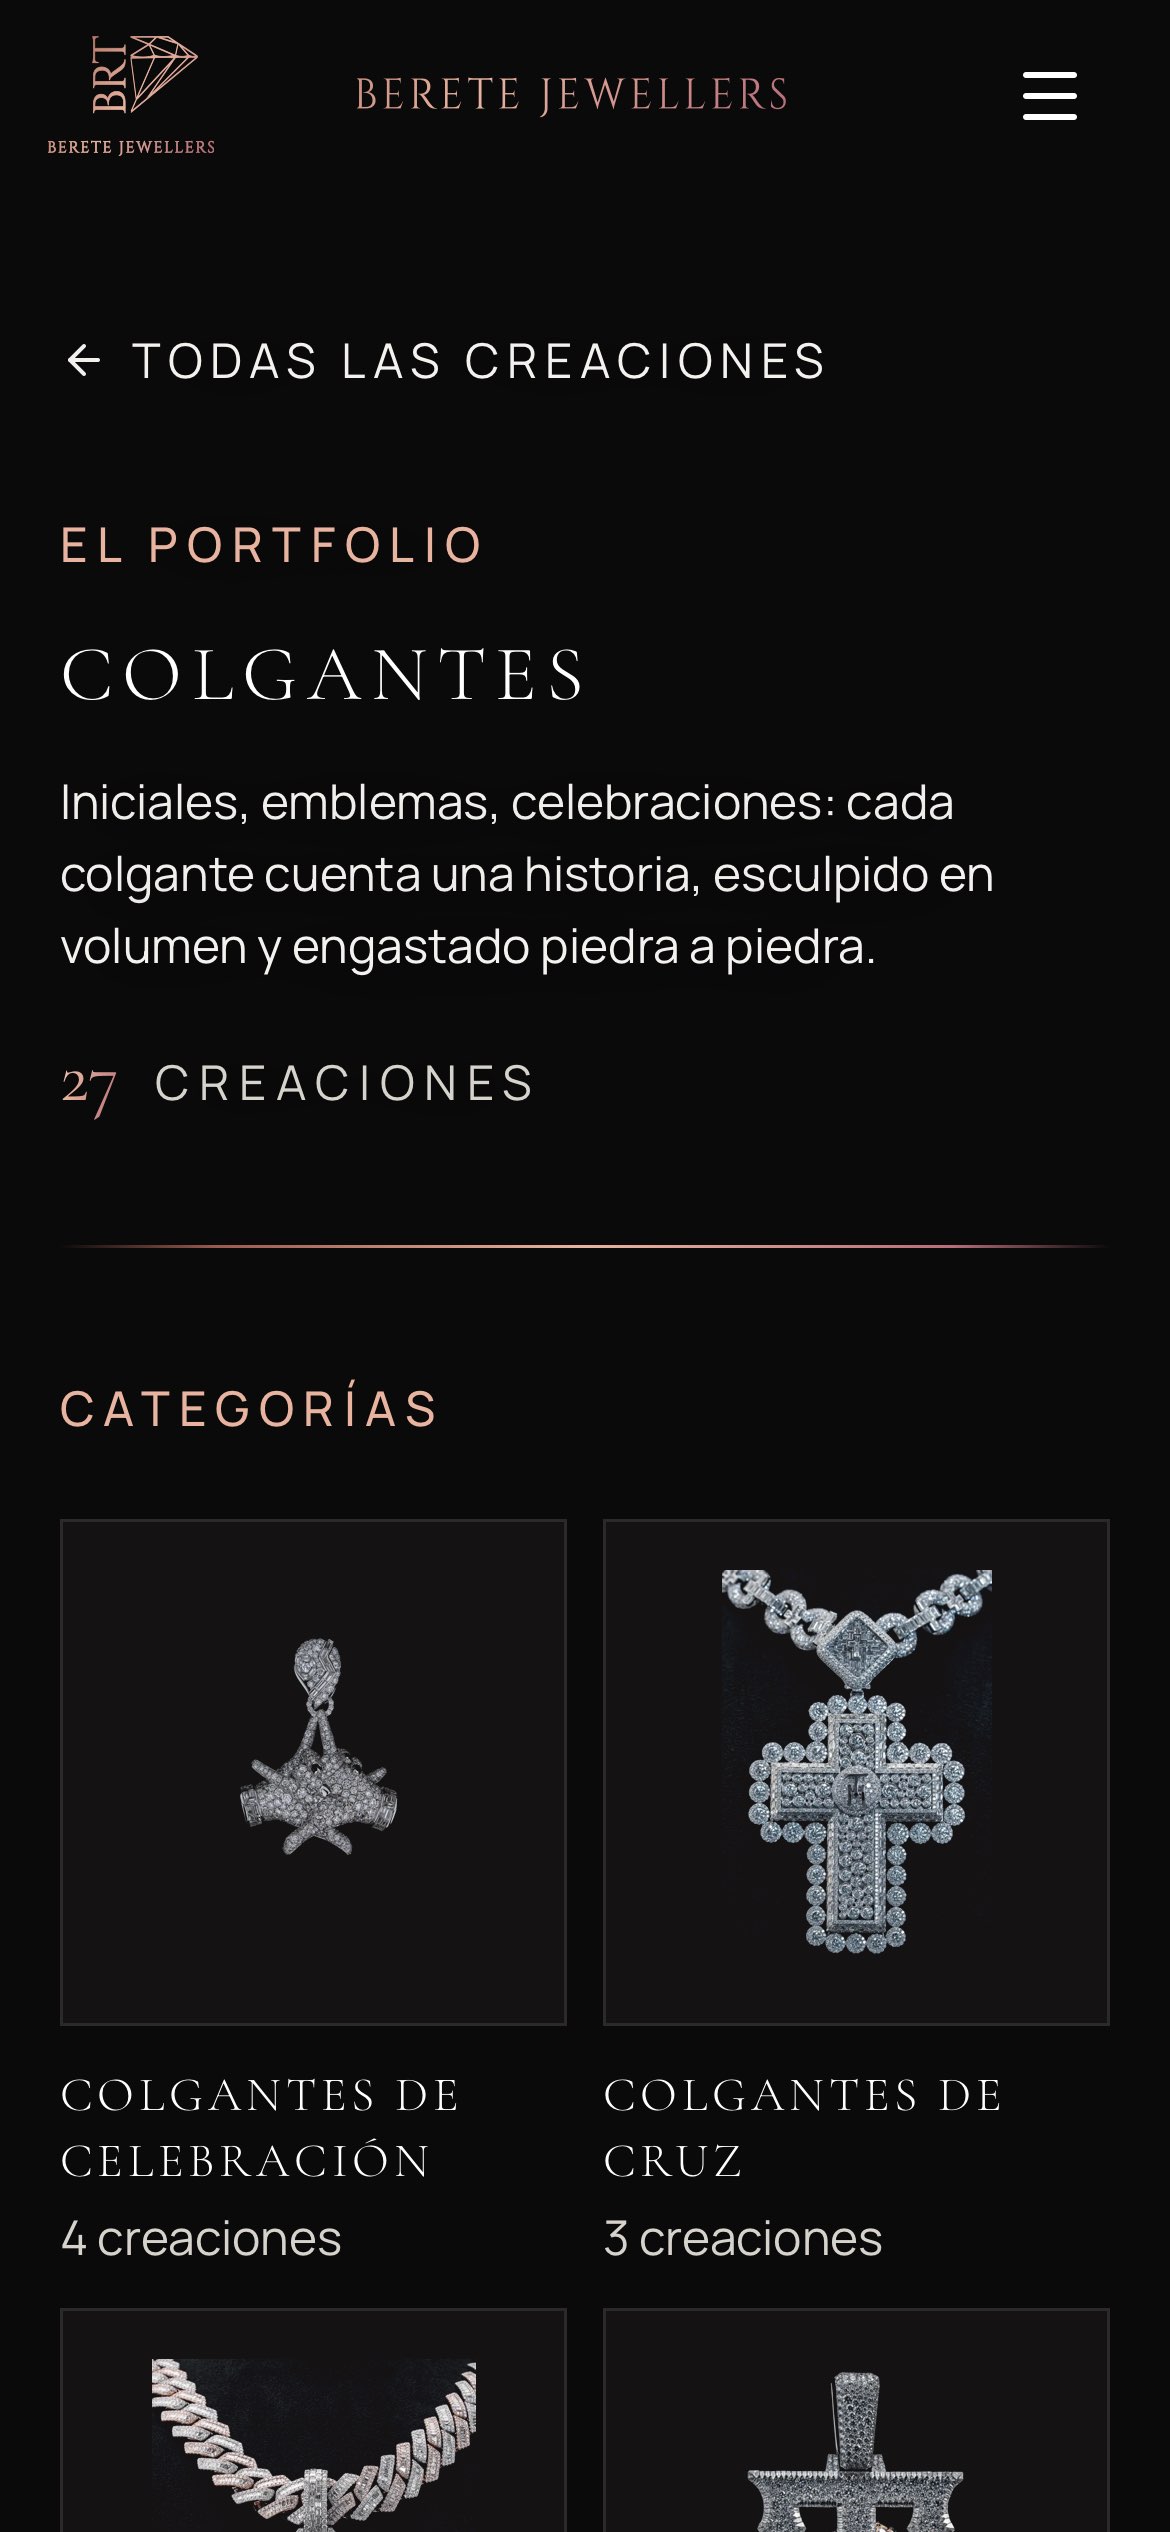 BRT
BERETE JEWELLERS
BERETE JEWELLERS
TODAS LAS CREACIONES
EL PORTFOLIO
COLGANTES
Iniciales, emblemas, celebraciones: cada
colgante cuenta una historia, esculpido en
volumen y engastado piedra a piedra.
27 CREACIONES
CATEGORÍAS
COLGANTES DE
CELEBRACIÓN
4 creaciones
COLGANTES DE
CRUZ
3 creaciones